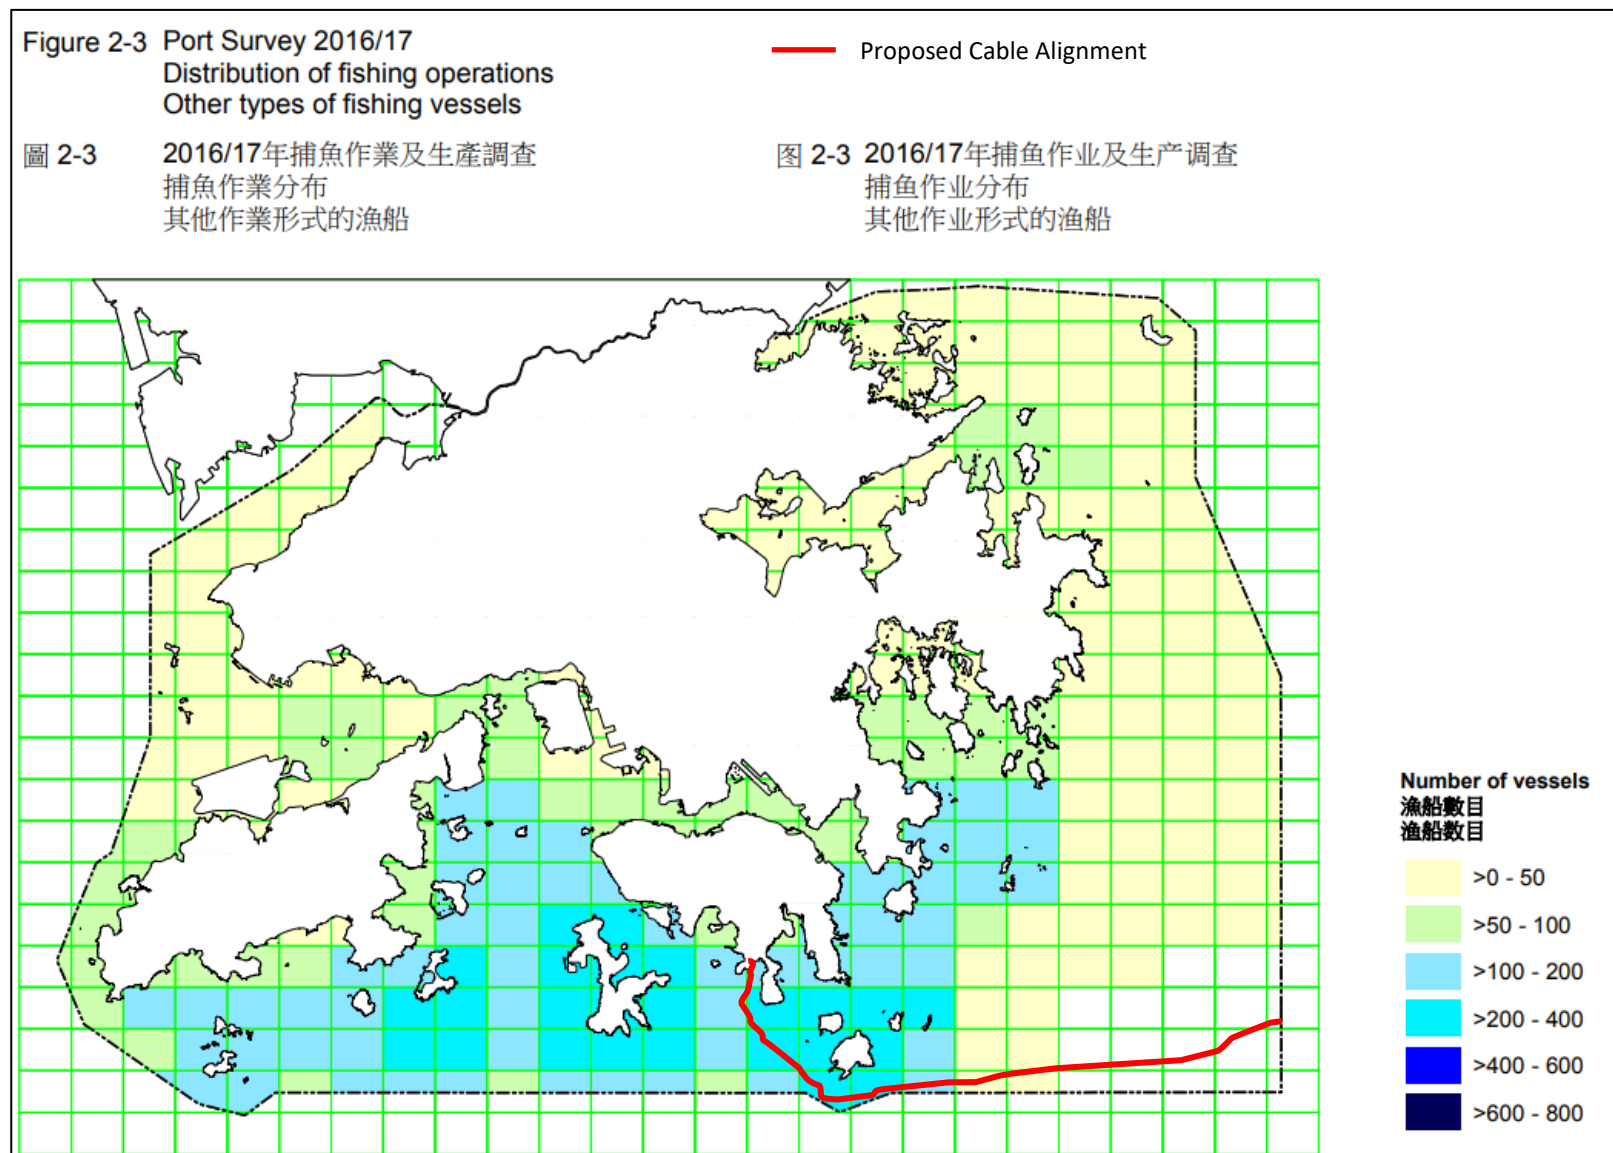 Figure 2-3 Port Survey 2016/17
Distribution of fishing operations
Other types of fishing vessels
Proposed Cable Alignment
圖 2-3 2016/17年捕魚作業及生產調查
捕魚作業分布
其他作業形式的漁船
图 2-3 2016/17年捕鱼作业及生产调查
捕鱼作业分布
其他作业形式的渔船
Number of vessels
漁船數目
渔船数目
>0 - 50
>50 - 100
>100 - 200
>200 - 400
>400 - 600
>600 - 800